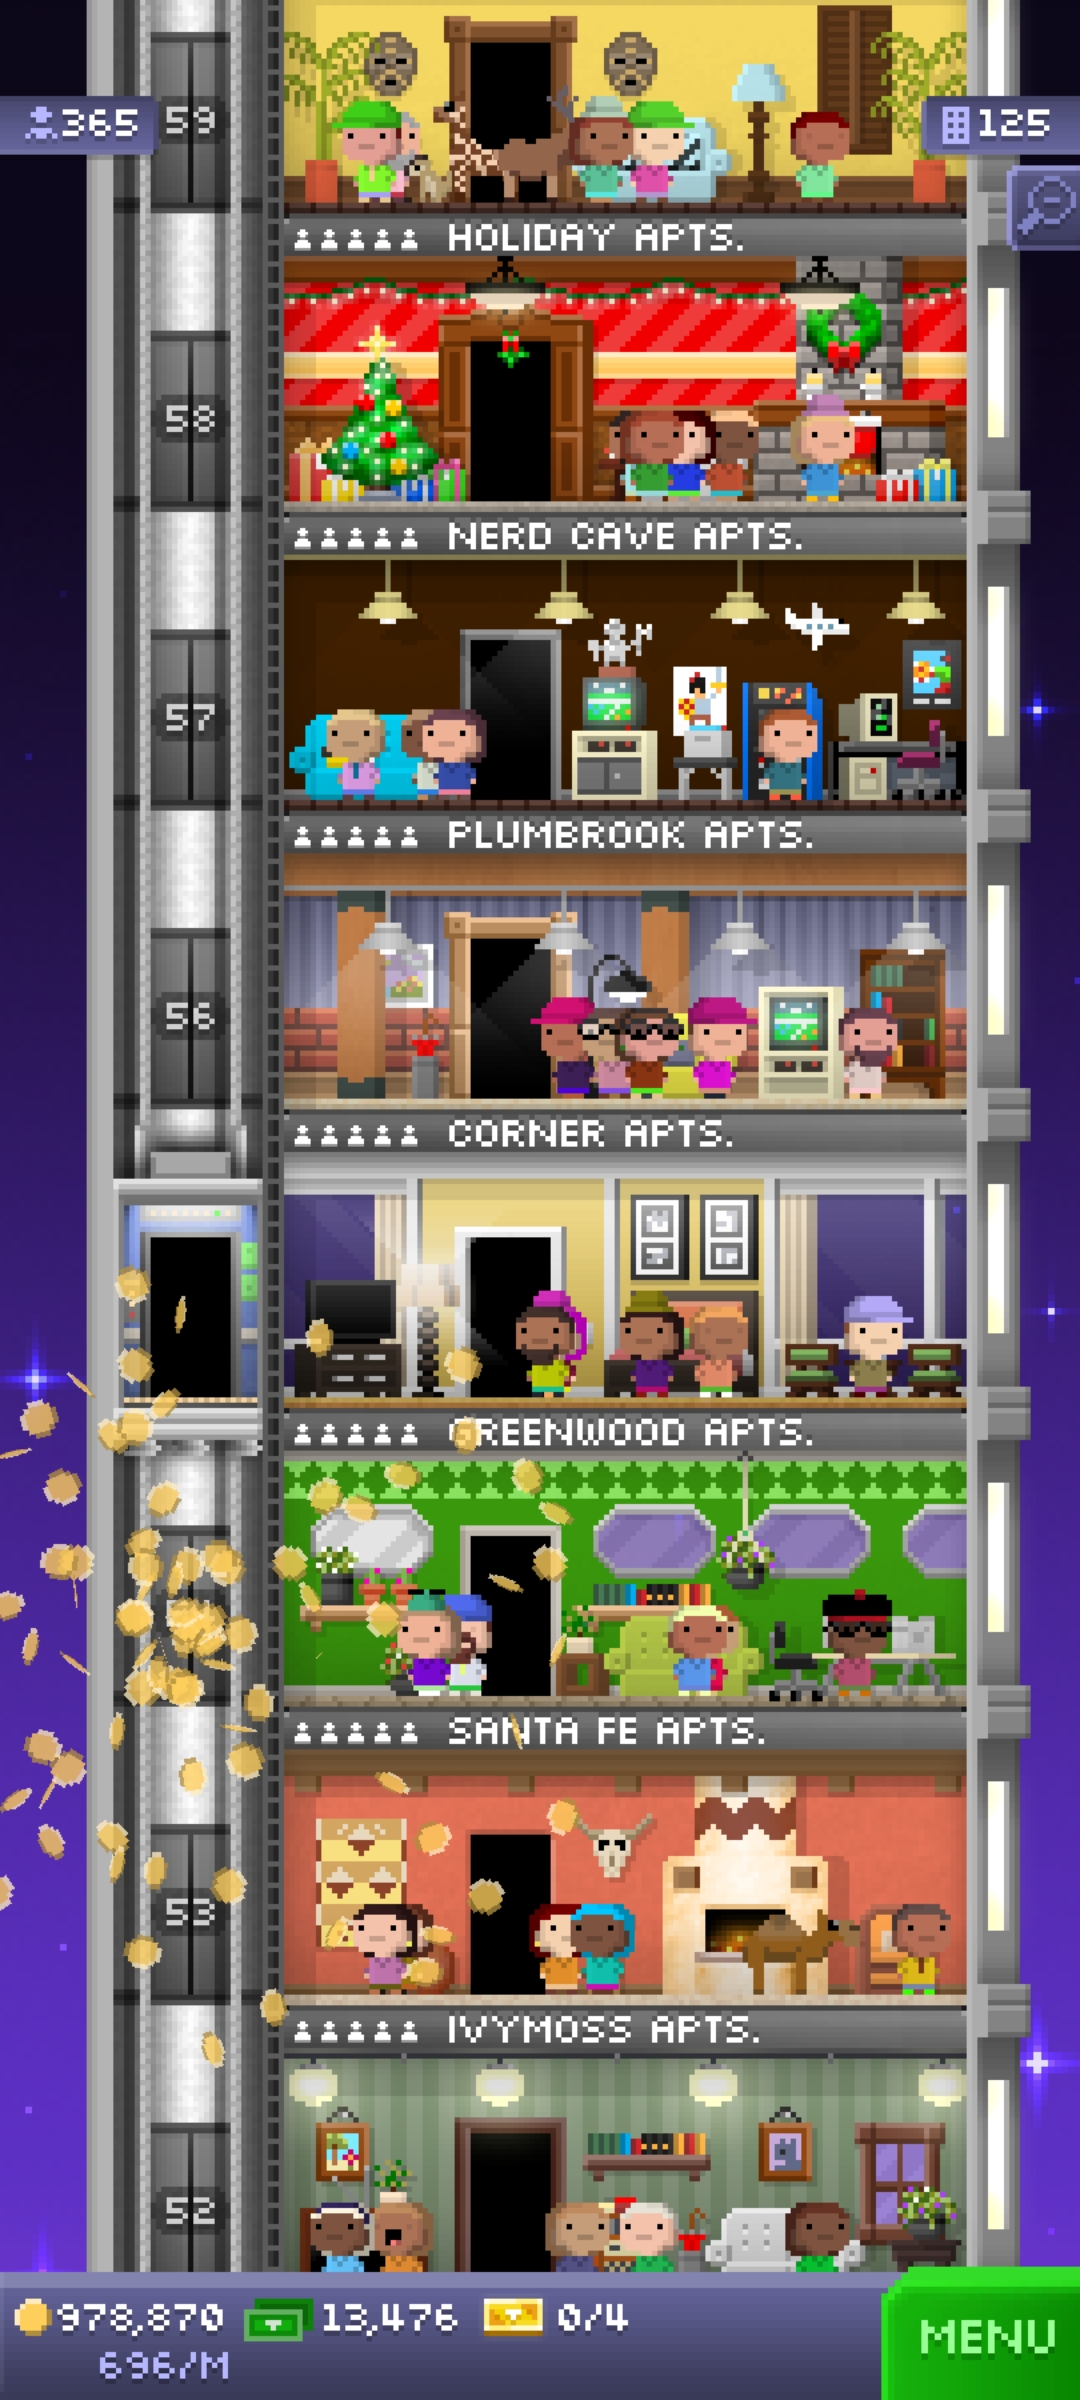 365
59
125
HOLIDAY APTS.
58
NERD CAVE APTS.
57
PLUMBROOK APTS.
56
CORNER APTS.
GREENWOOD APTS.
SANTA FE APTS.
53
IVYMOSS APTS.
52
978,870 13,476 0/4
696/M
MENU